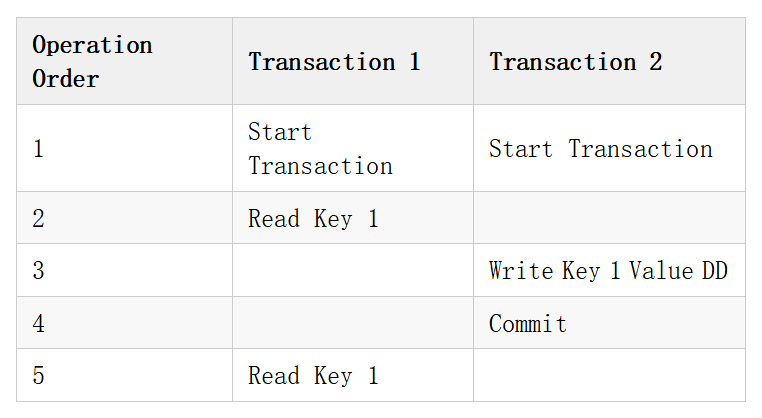 Operation
Order
Transaction 1
Transaction 2
1
Start
Transaction
Start Transaction
2
Read Key 1
3
Write Key 1 Value DD
4
Commit
5
Read Key 1